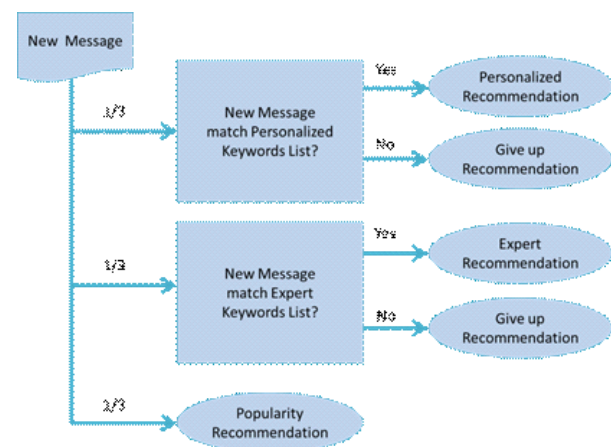 New Message
1/3
New Message
match Personalized
Keywords List?
Yes
Personalized
Recommendation
No
Give up
Recommendation
1/3
New Message
match Expert
Keywords List?
Yes
Expert
Recommendation
No
Give up
Recommendation
1/3
Popularity
Recommendation